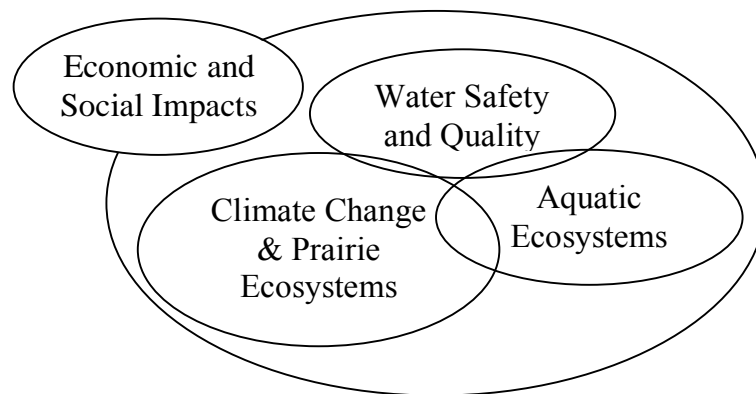 Economic and
Social Impacts
Water Safety
and Quality
Climate Change
& Prairie
Ecosystems
Aquatic
Ecosystems